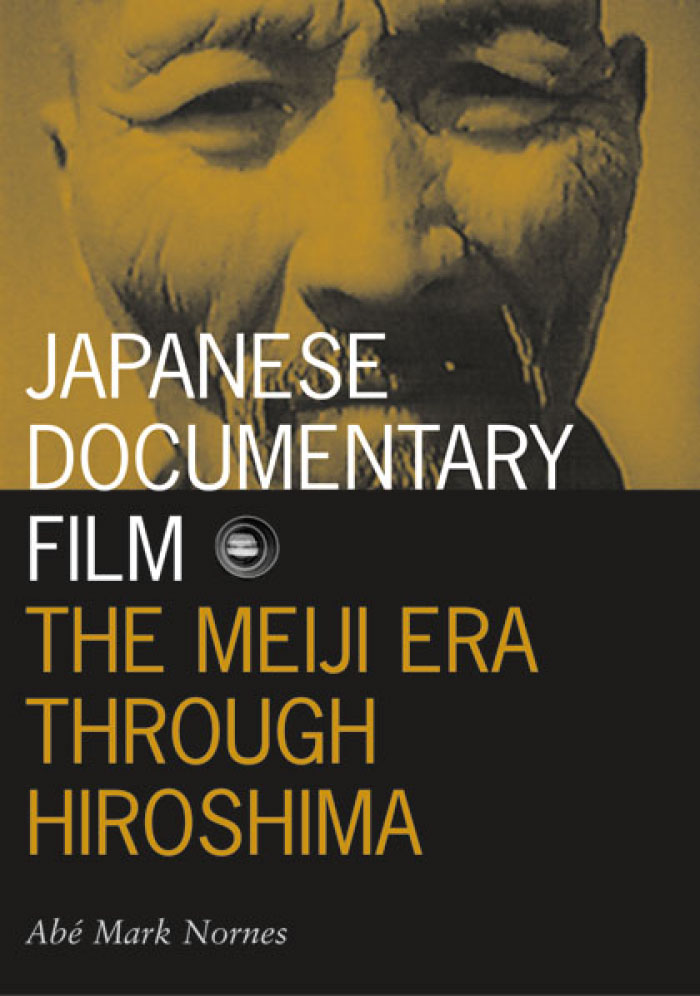 JAPANESE
DOCUMENTARY
FILM
THE MEIJI ERA
THROUGH
HIROSHIMA
Abé Mark Nornes